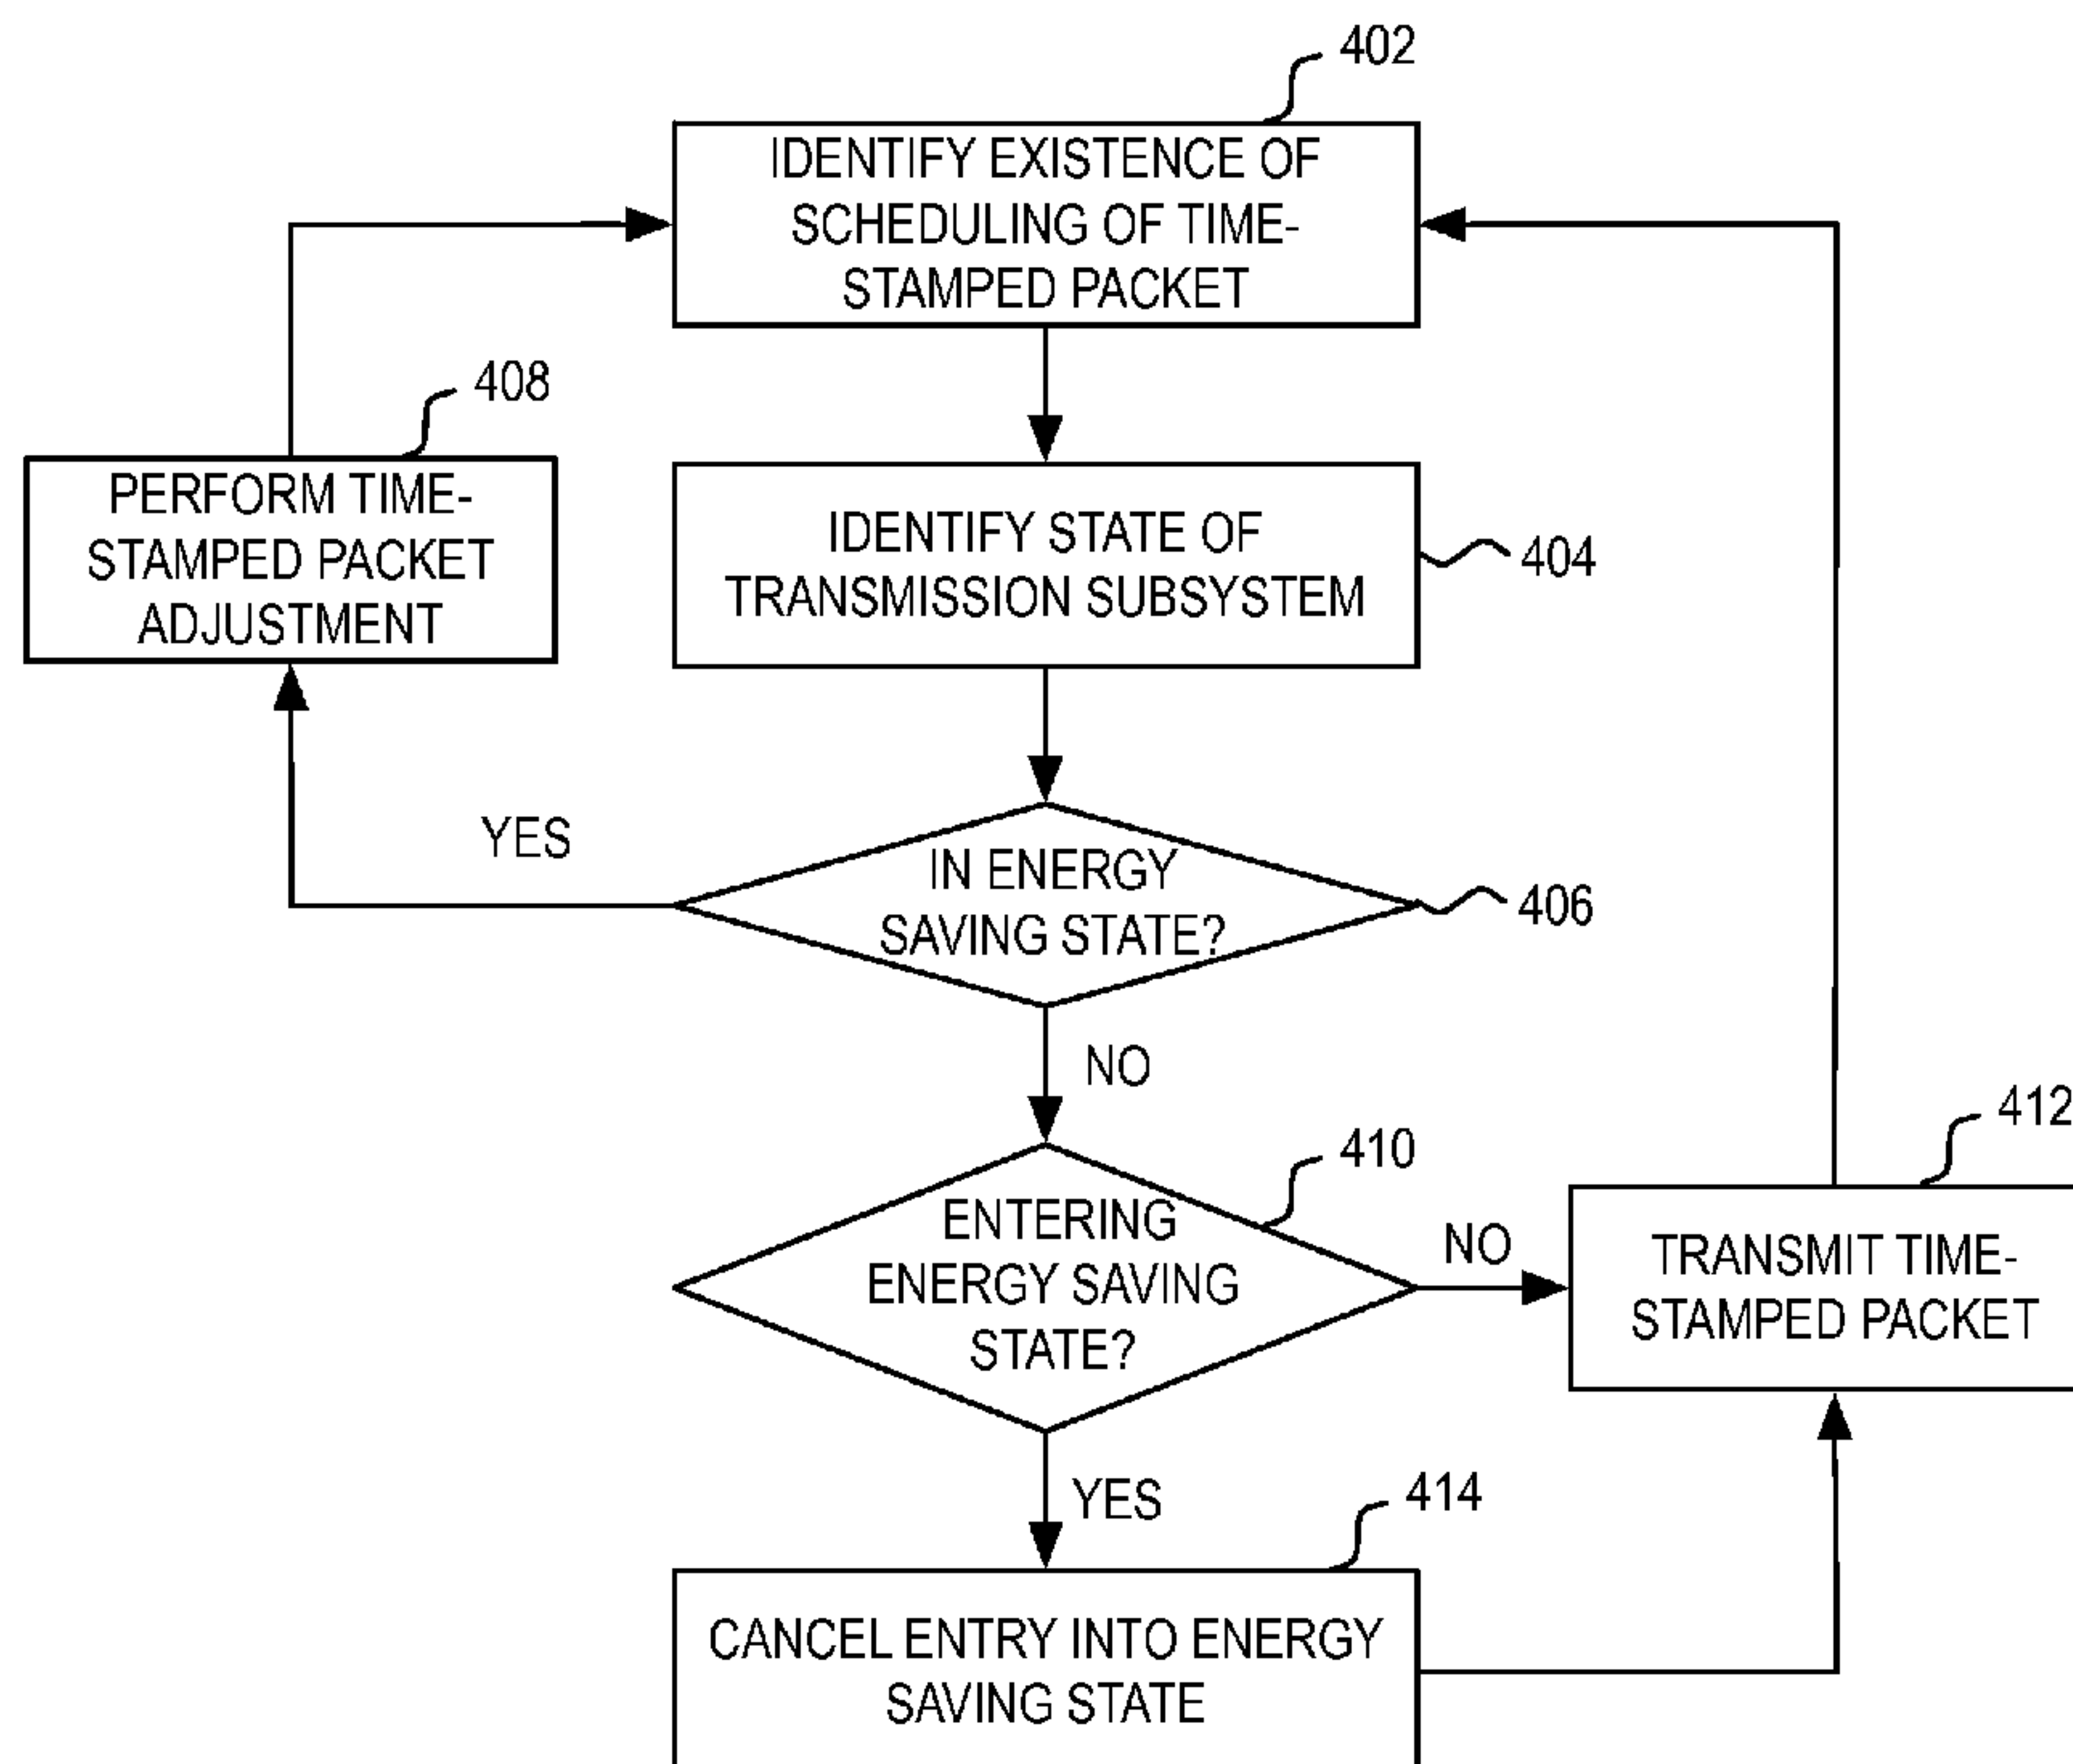 402
IDENTIFY EXISTENCE OF
SCHEDULING OF TIME-
STAMPED PACKET
408
PERFORM TIME-
STAMPED PACKET
ADJUSTMENT
IDENTIFY STATE OF
TRANSMISSION SUBSYSTEM
404
YES
IN ENERGY
SAVING STATE?
406
NO
410
ENTERING
ENERGY SAVING
STATE?
NO
412
TRANSMIT TIME-
STAMPED PACKET
YES
414
CANCEL ENTRY INTO ENERGY
SAVING STATE